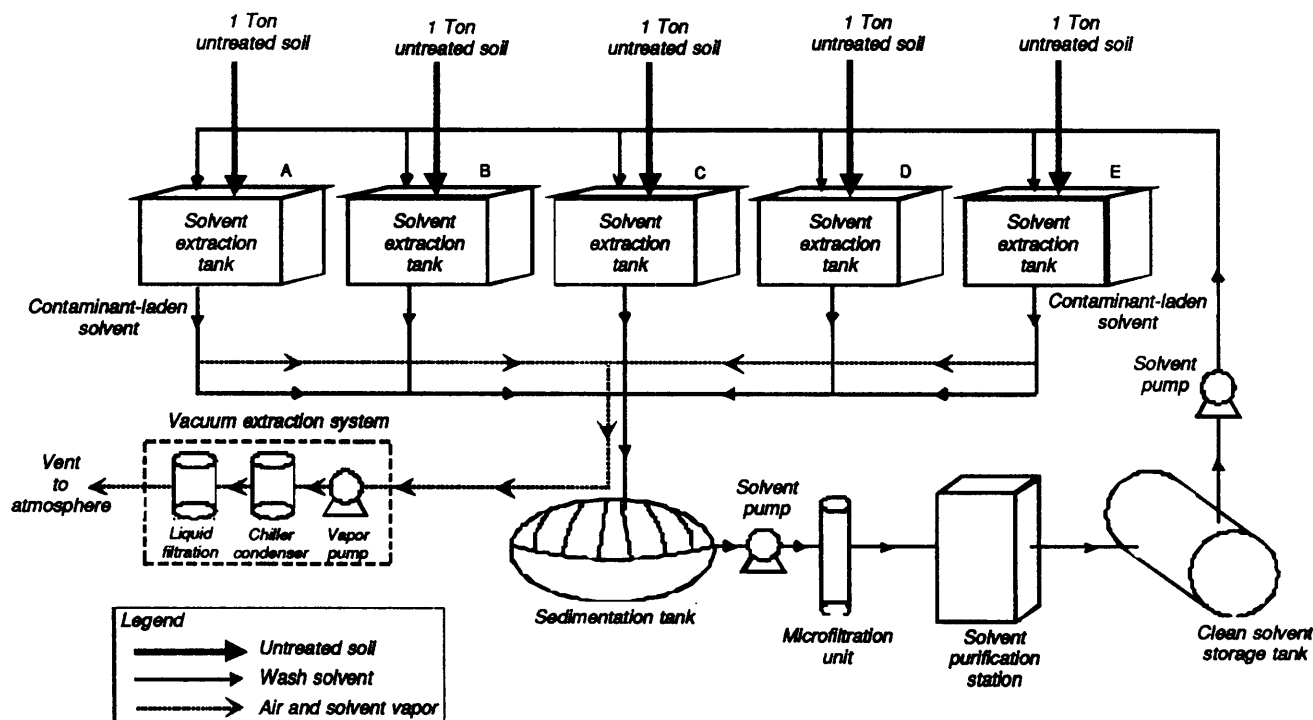 1 Ton
untreated soil
1 Ton
untreated soil
1 Ton
untreated soil
1 Ton
untreated soil
1 Ton
untreated soil
A
B
C
D
E
Solvent
extraction
tank
Solvent
extraction
tank
Solvent
extraction
tank
Solvent
extraction
tank
Solvent
extraction
tank
Contaminant-laden
solvent
Contaminant-laden
solvent
Solvent
pump
Vacuum extraction system
Vent
to
atmosphere
Liquid
filtration
Chiller
condenser
Vapor
pump
Solvent
pump
Sedimentation tank
Microfiltration
unit
Solvent
purification
station
Clean solvent
storage tank
Legend
Untreated soil
Wash solvent
Air and solvent vapor